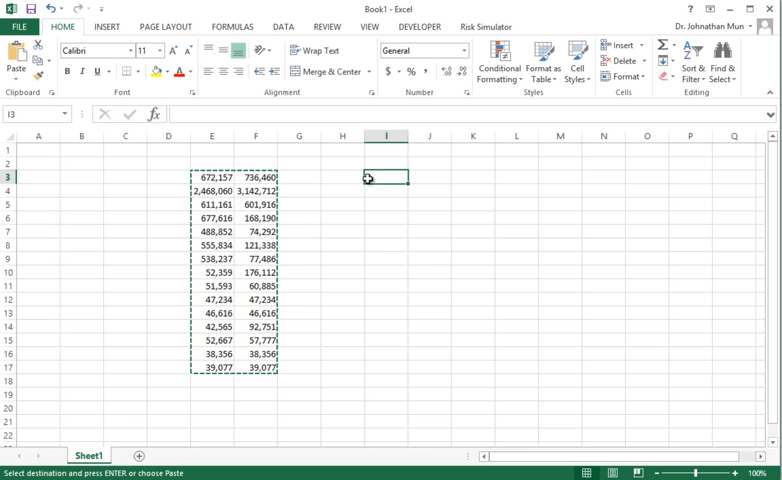 Book1 - Excel
FILE HOME INSERT PAGE LAYOUT FORMULAS DATA REVIEW VIEW DEVELOPER Risk Simulator Dr. Johnathan Mun
Paste
Calibri 11
B I U
Wrap Text
Merge & Center
General
$ % ,
Conditional Formatting
Format as Table
Cell Styles
Insert
Delete
Format
Sort & Filter
Find & Select
Clipboard Font Alignment Number Styles Cells Editing
I3 fx
A B C D E F G H I J K L M N O P Q
1
2
3 672,157 736,460
4 2,468,060 3,142,712
5 611,161 601,916
6 677,616 168,190
7 488,852 74,292
8 555,834 121,338
9 538,237 77,486
10 52,359 176,112
11 51,593 60,885
12 47,234 47,234
13 46,616 46,616
14 42,565 92,751
15 52,667 57,777
16 38,356 38,356
17 39,077 39,077
18
19
20
21
22
Sheet1
Select destination and press ENTER or choose Paste 100%